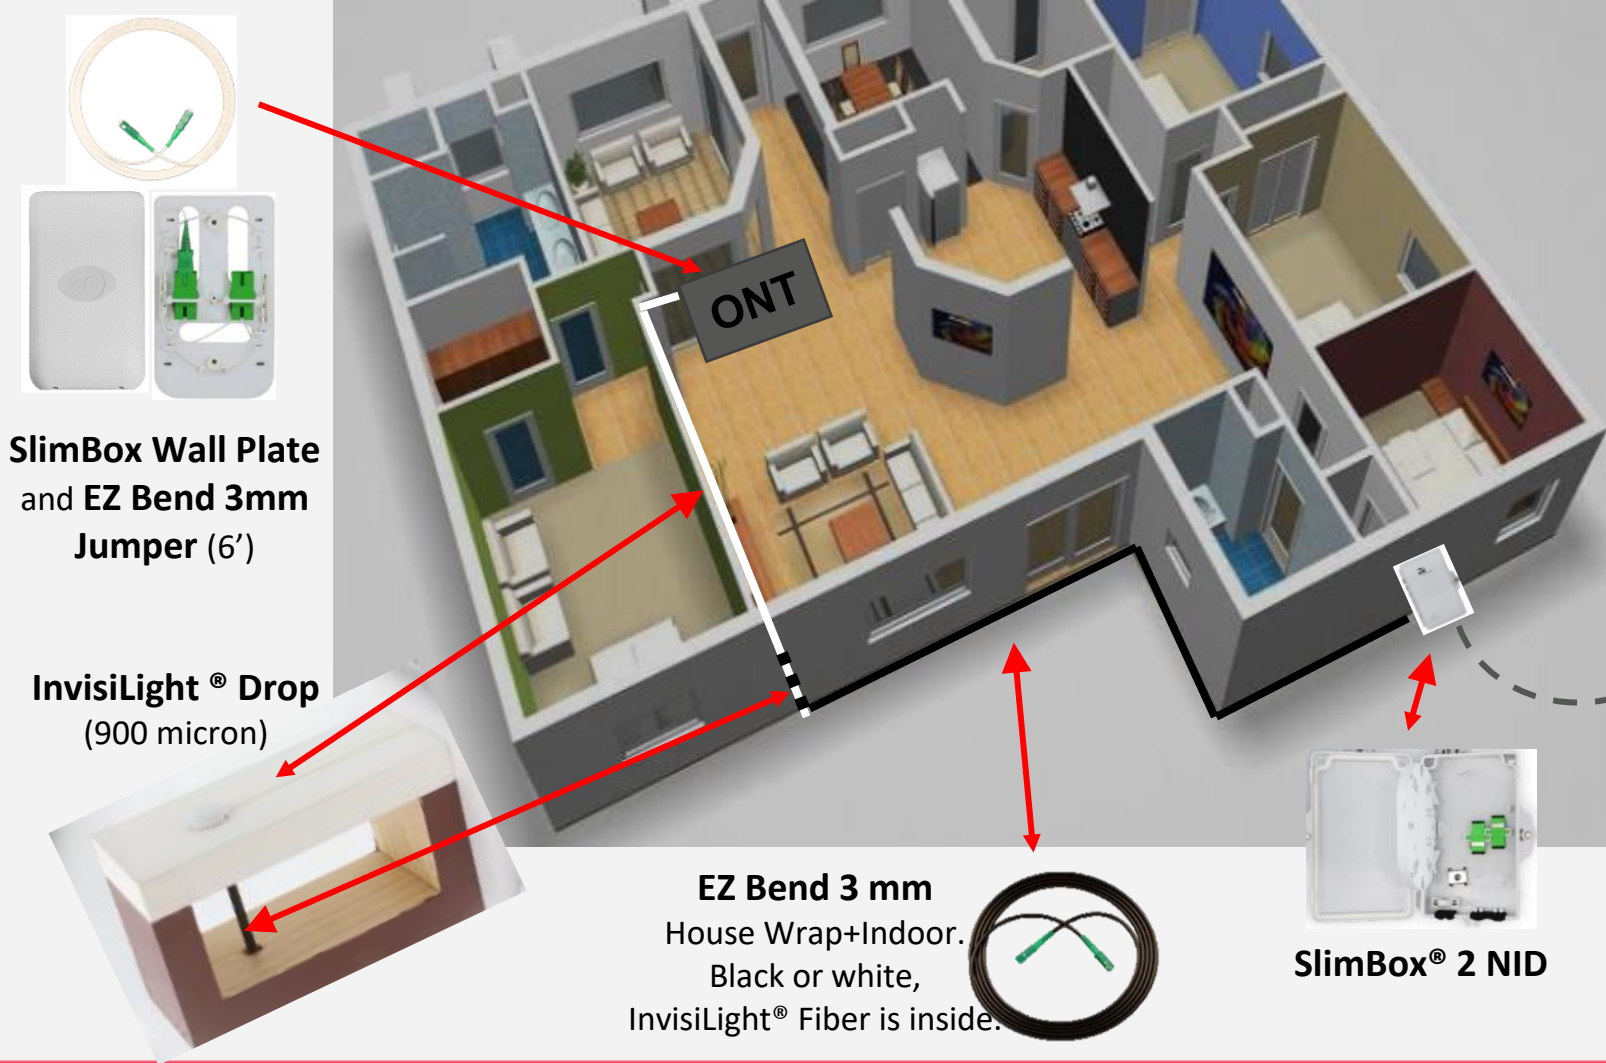 ONT
SlimBox Wall Plate
and EZ Bend 3mm
Jumper (6’)
InvisiLight ® Drop
(900 micron)
EZ Bend 3 mm
House Wrap+Indoor.
Black or white,
InvisiLight® Fiber is inside.
SlimBox® 2 NID